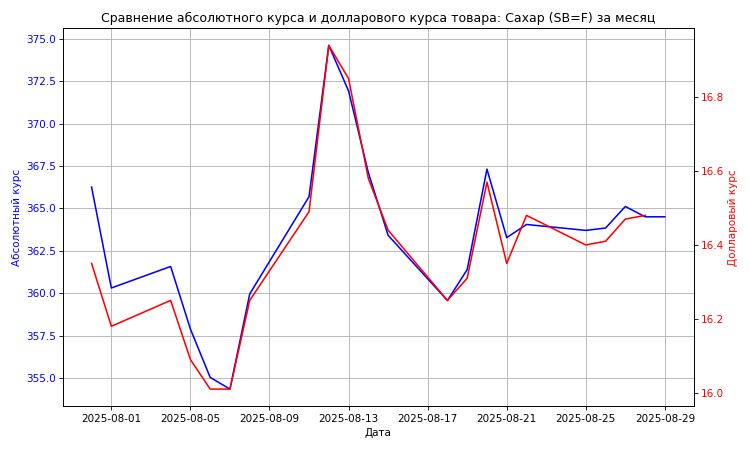 Сравнение абсолютного курса и долларового курса товара: Сахар (SB=F) за месяц
Абсолютный курс
375.0
372.5
370.0
367.5
365.0
362.5
360.0
357.5
355.0
Долларовый курс
16.8
16.6
16.4
16.2
16.0
2025-08-01 2025-08-05 2025-08-09 2025-08-13 2025-08-17 2025-08-21 2025-08-25 2025-08-29
Дата